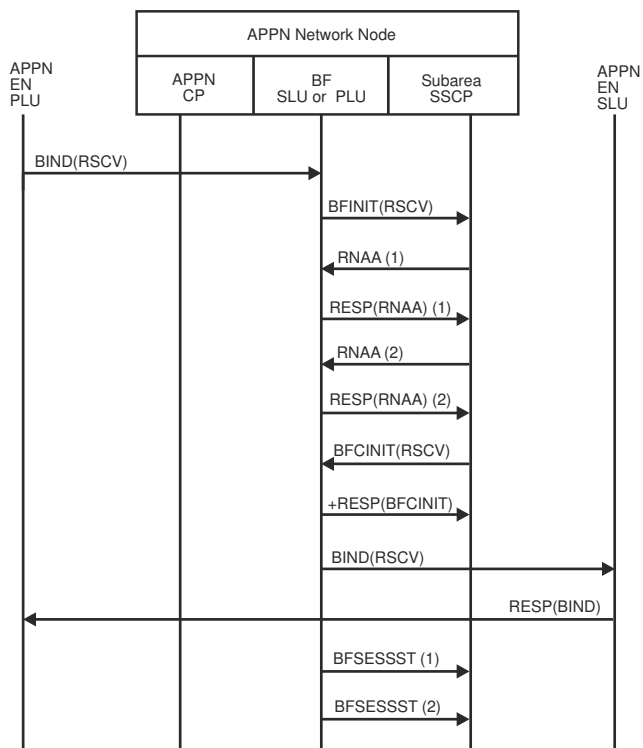 APPN Network Node
APPN
EN
PLU
APPN
CP
BF
SLU or PLU
Subarea
SSCP
APPN
EN
SLU
BIND(RSCV)
BFINIT(RSCV)
RNAA (1)
RESP(RNAA) (1)
RNAA (2)
RESP(RNAA) (2)
BFCINIT(RSCV)
+RESP(BFCINIT)
BIND(RSCV)
RESP(BIND)
BFSESSST (1)
BFSESSST (2)